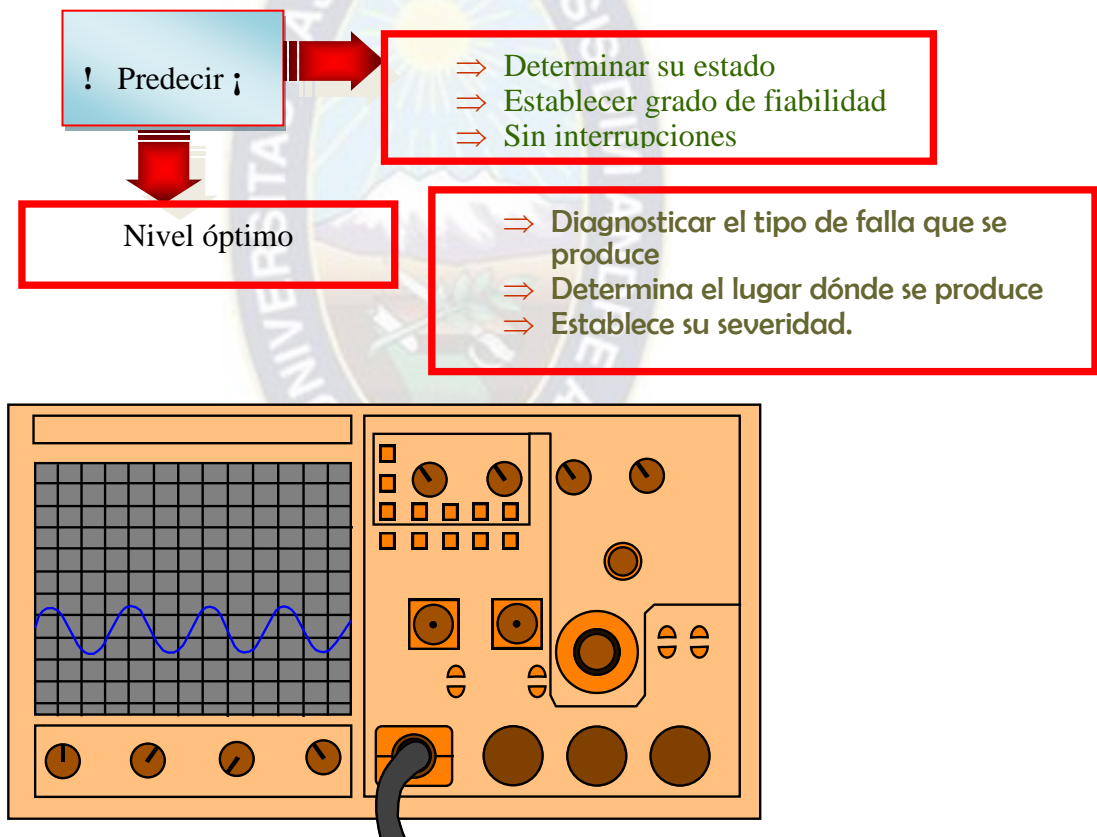 ! Predecir ¡
⇒ Determinar su estado
⇒ Establecer grado de fiabilidad
⇒ Sin interrupciones
Nivel óptimo
⇒ Diagnosticar el tipo de falla que se
produce
⇒ Determina el lugar dónde se produce
⇒ Establece su severidad.